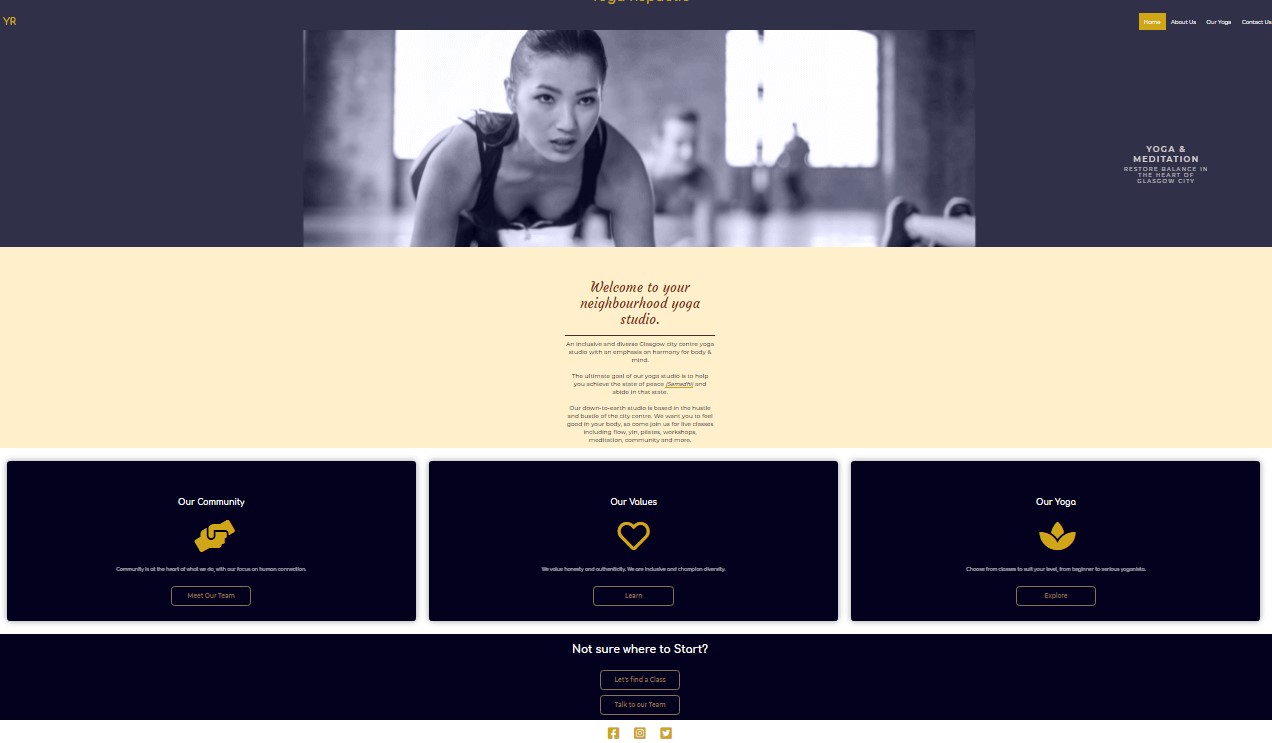 Yoga Republic
YR
Home About Us Our Yoga Contact Us
YOGA &
MEDITATION
RESTORE BALANCE IN
THE HEART OF
GLASGOW CITY
Welcome to your
neighbourhood yoga
studio.
An inclusive and diverse Glasgow city centre yoga
studio with an emphasis on harmony for body &
mind.
The ultimate goal of our yoga studio is to help
you achieve the state of peace (Samadhi) and
abide in that state.
Our down-to-earth studio is based in the hustle
and bustle of the city centre. We want you to feel
good in your body, so come join us for live classes
including flow, yin, pilates, workshops,
meditation, community and more.
Our Community
Community is at the heart of what we do, with our focus on human connection.
Meet Our Team
Our Values
We value honesty and authenticity. We are inclusive and champion diversity.
Learn
Our Yoga
Choose from classes to suit your level, from beginner to serious yoganista.
Explore
Not sure where to Start?
Let's find a Class
Talk to our Team